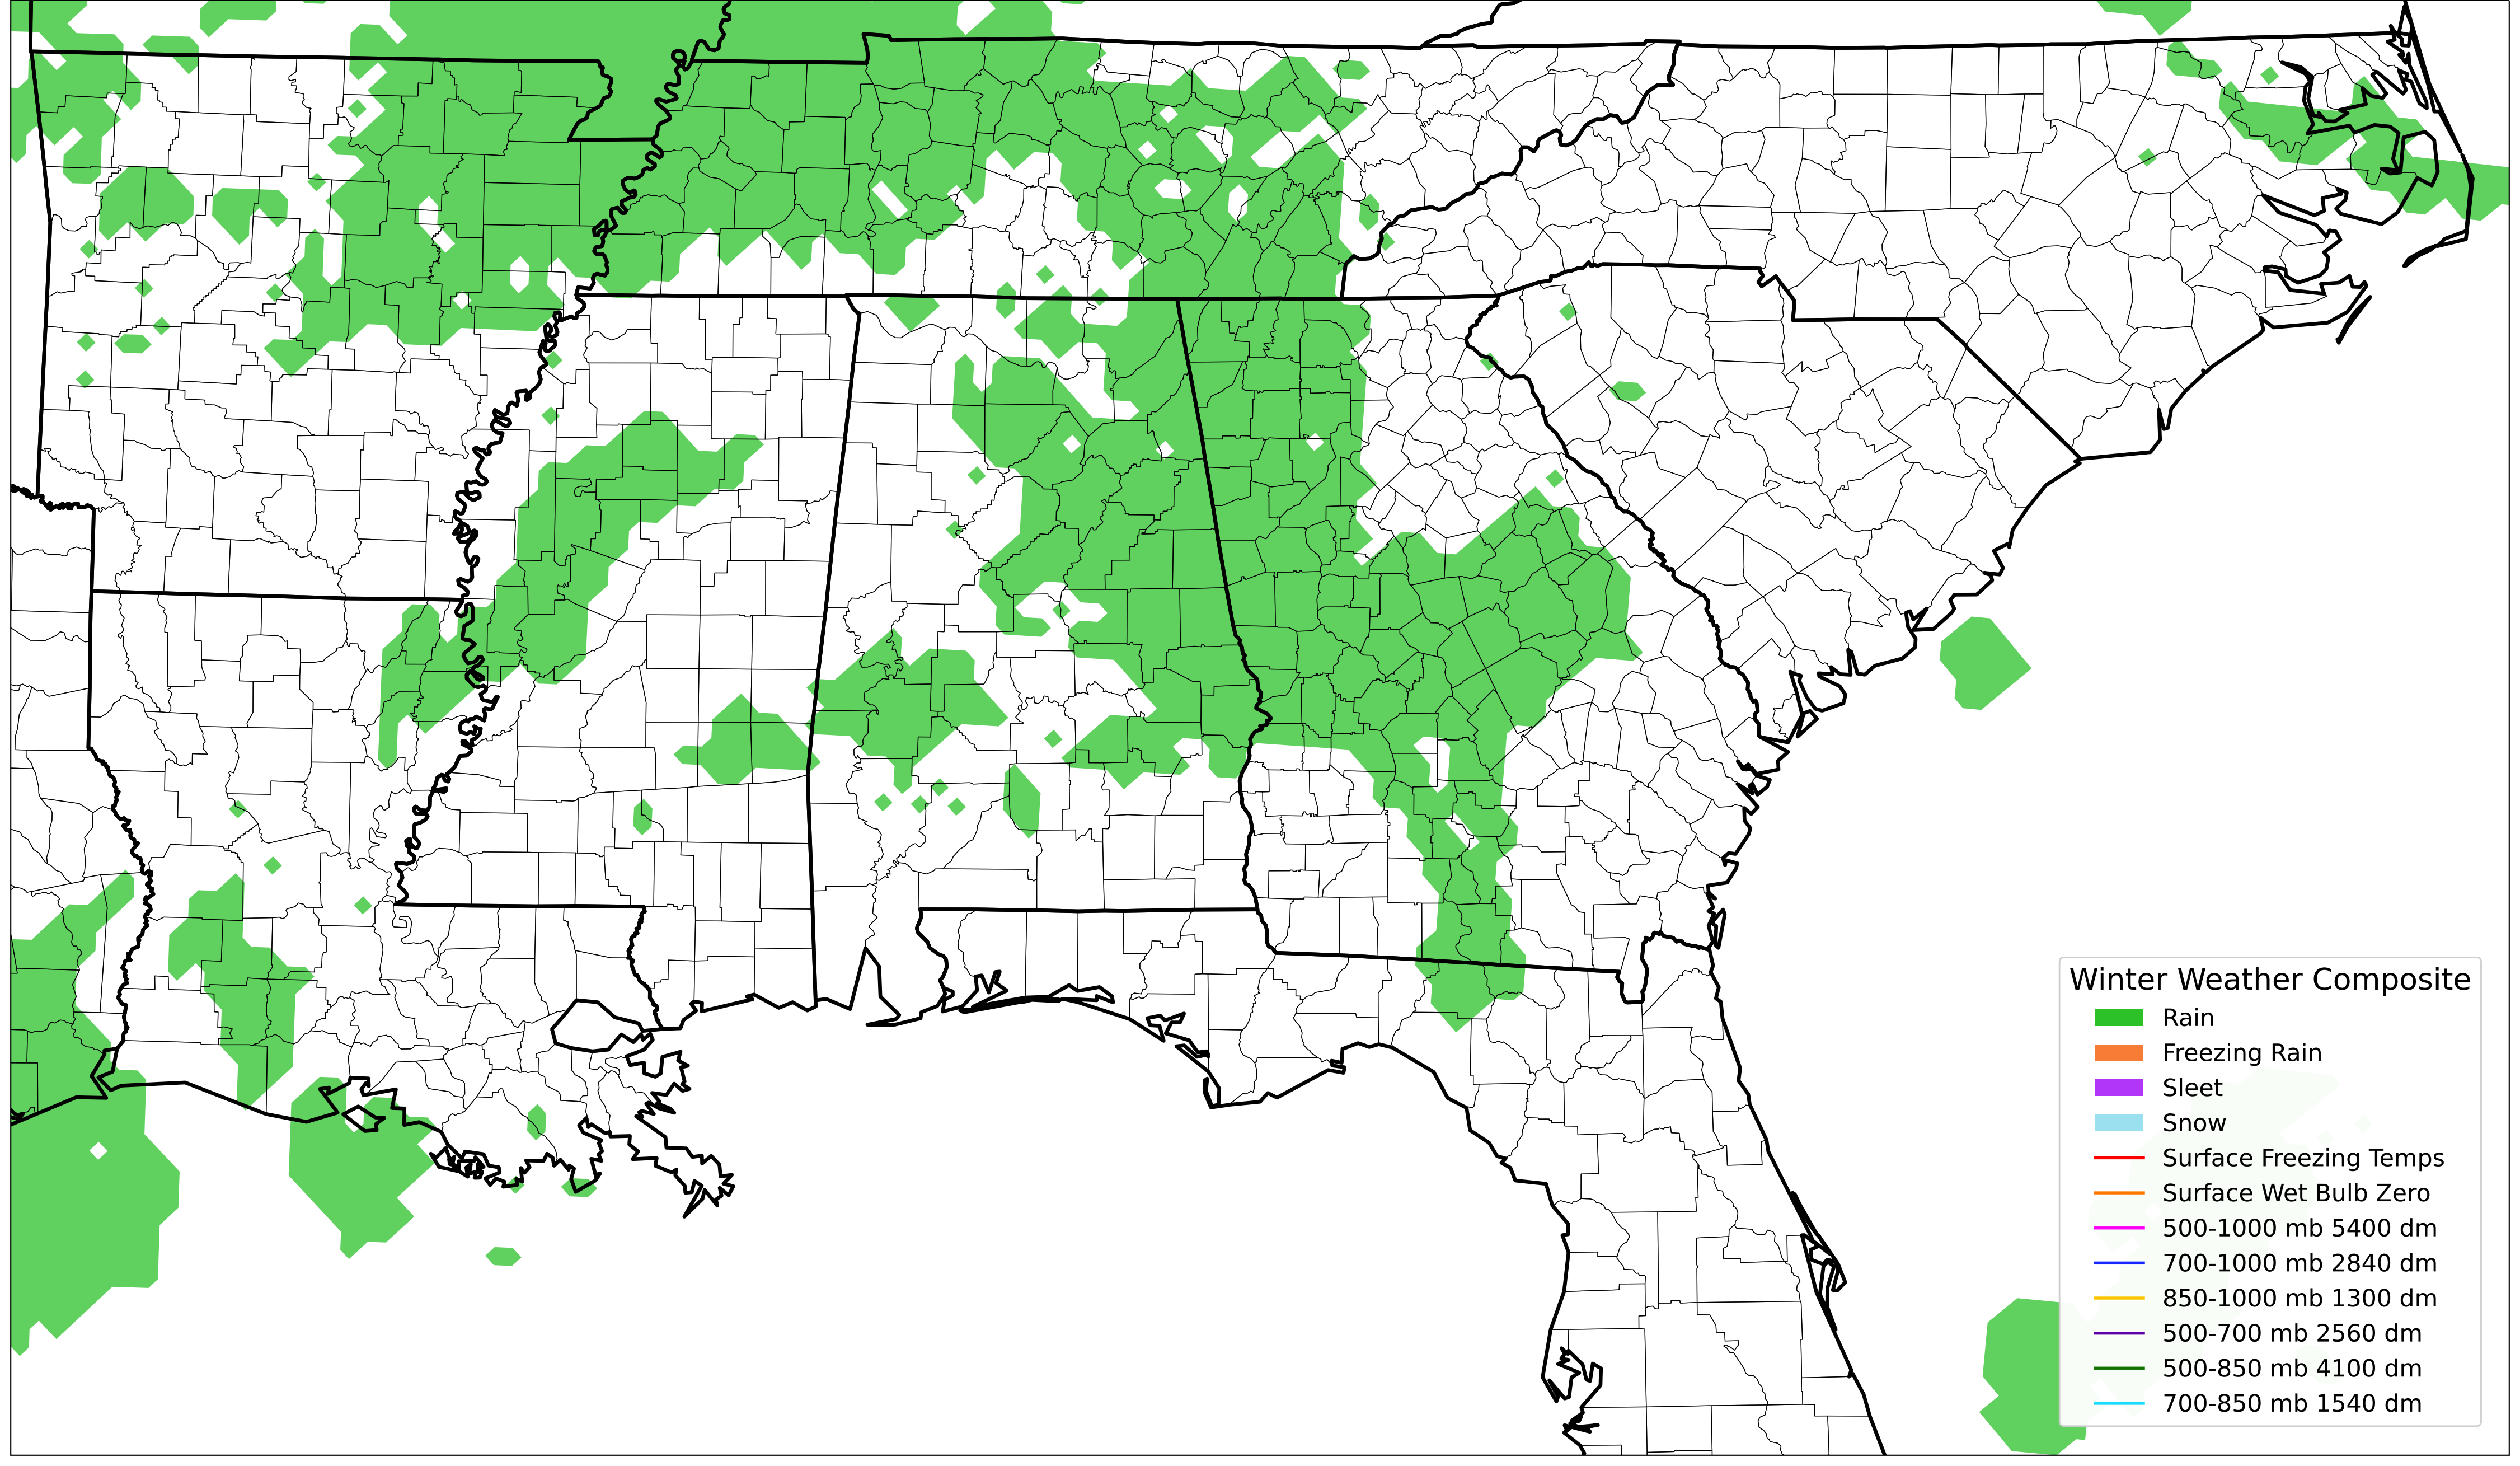 Winter Weather Composite
Rain
Freezing Rain
Sleet
Snow
Surface Freezing Temps
Surface Wet Bulb Zero
500-1000 mb 5400 dm
700-1000 mb 2840 dm
850-1000 mb 1300 dm
500-700 mb 2560 dm
500-850 mb 4100 dm
700-850 mb 1540 dm